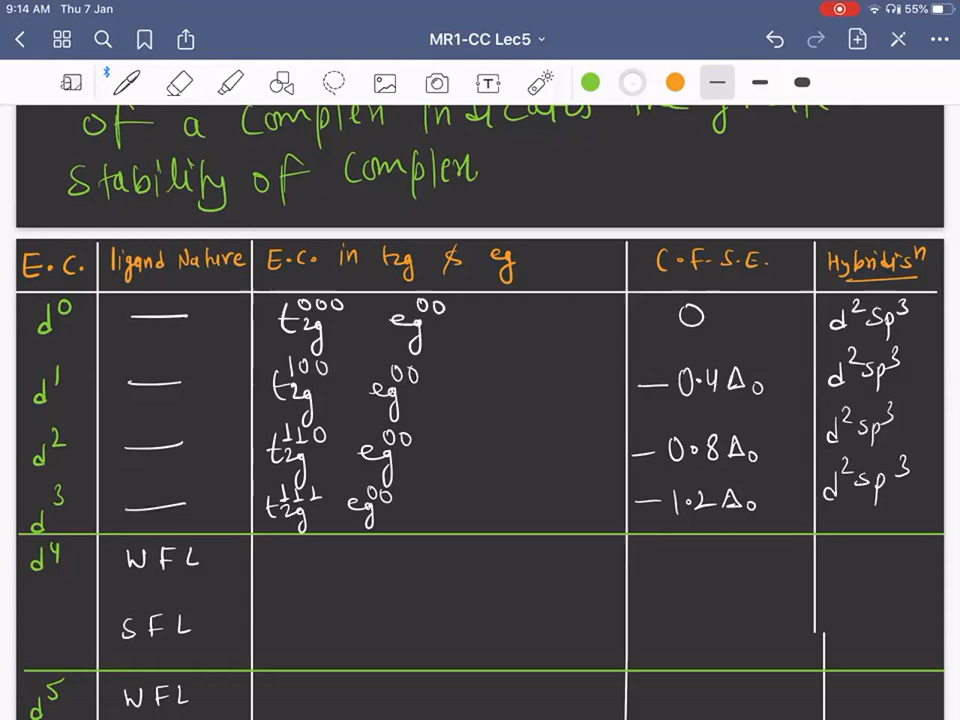 9:14 AM Thu 7 Jan
55%
MR1-CC Lec5
of a Complex Indicates the
Stability of Complex
E.C. ligand Nature E.C. in t2g & eg C.F.S.E. Hybridisⁿ
d⁰ — t2g⁰⁰⁰ eg⁰⁰ 0 d²sp³
d¹ — t2g¹⁰⁰ eg⁰⁰ -0.4Δ₀ d²sp³
d² — t2g¹¹⁰ eg⁰⁰ -0.8Δ₀ d²sp³
d³ — t2g¹¹¹ eg⁰⁰ -1.2Δ₀ d²sp³
d⁴ WFL
SFL
d⁵ WFL